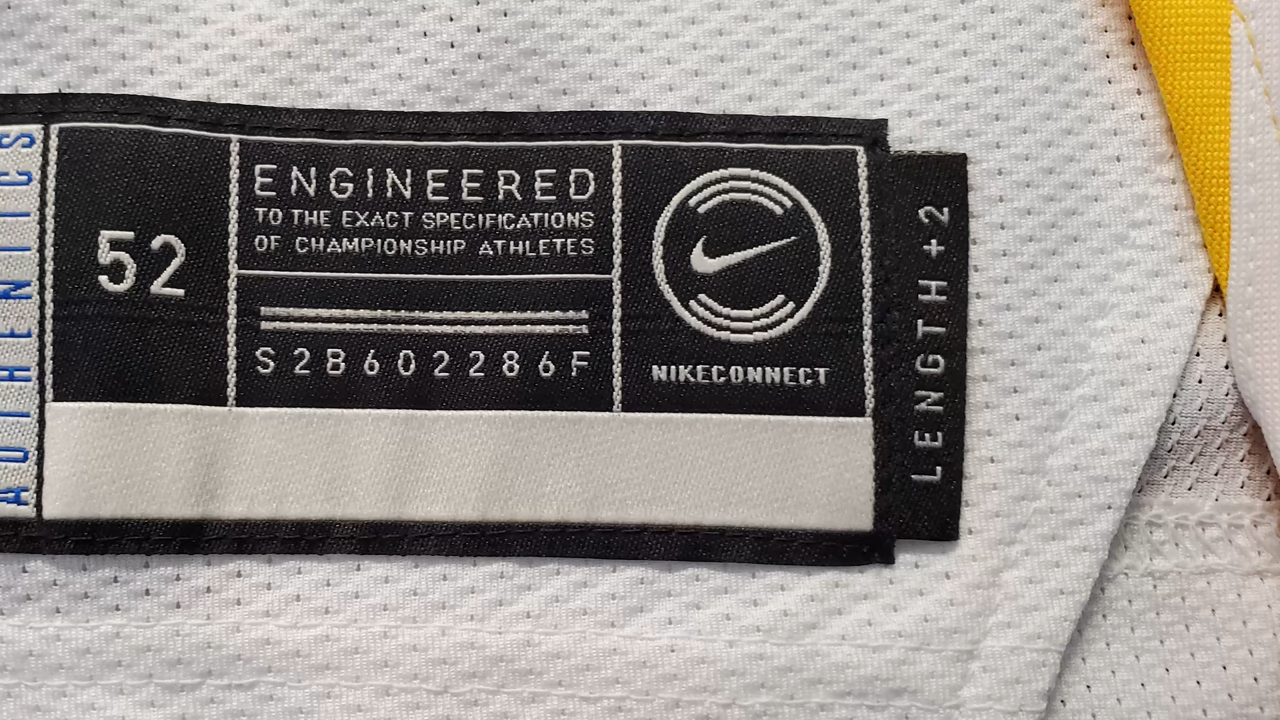 AUTHENTICS
52
ENGINEERED
TO THE EXACT SPECIFICATIONS
OF CHAMPIONSHIP ATHLETES
S2B602286F
NIKECONNECT
LENGTH+2